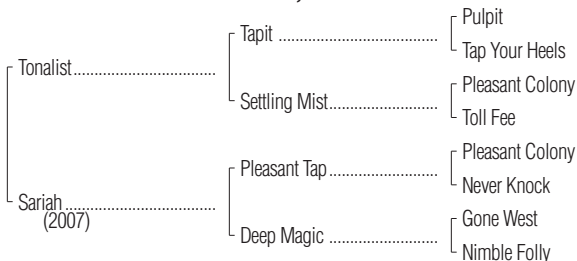 Pulpit
Tapit ........................................
Tap Your Heels
Tonalist...................................
Pleasant Colony
Settling Mist...........................
Toll Fee
Pleasant Colony
Pleasant Tap...........................
Never Knock
Sariah.....................................
(2007)
Gone West
Deep Magic ...........................
Nimble Folly